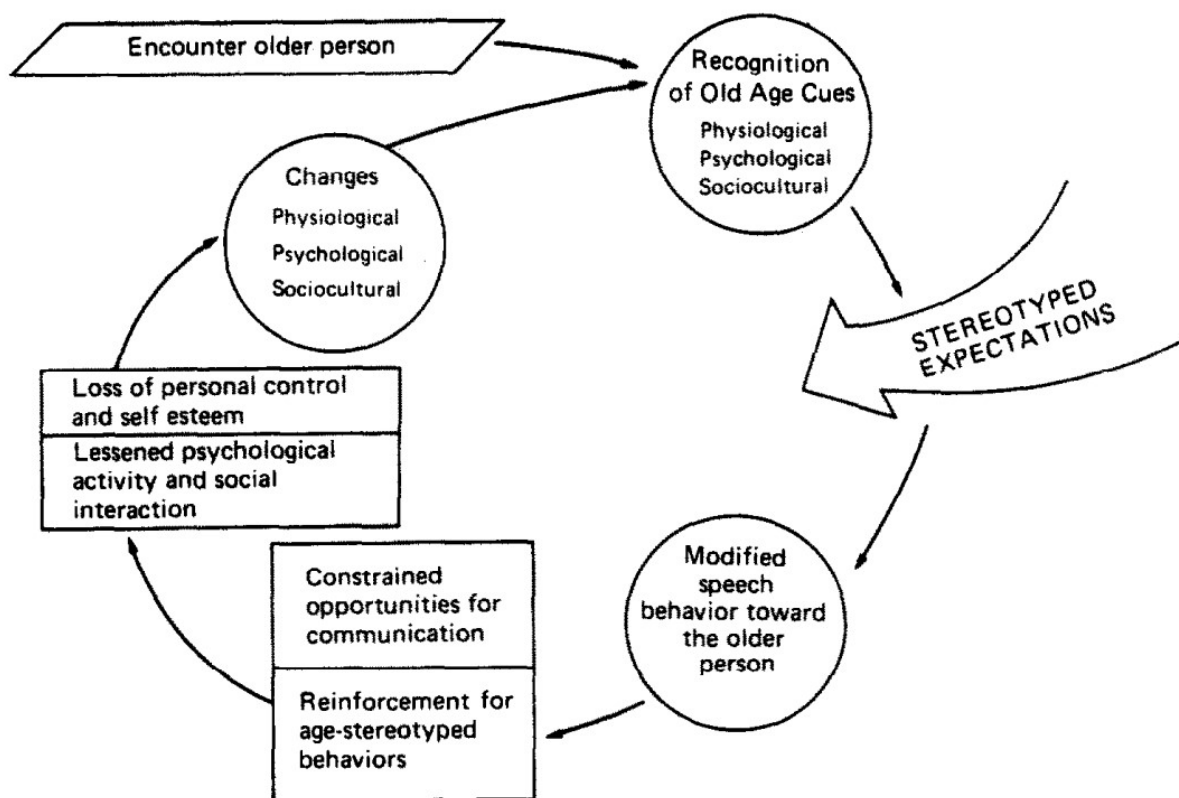 Encounter older person
Recognition
of Old Age Cues
Physiological
Psychological
Sociocultural
STEREOTYPED
EXPECTATIONS
Modified
speech
behavior toward
the older
person
Constrained
opportunities for
communication
Reinforcement for
age-stereotyped
behaviors
Loss of personal control
and self esteem
Lessened psychological
activity and social
interaction
Changes
Physiological
Psychological
Sociocultural